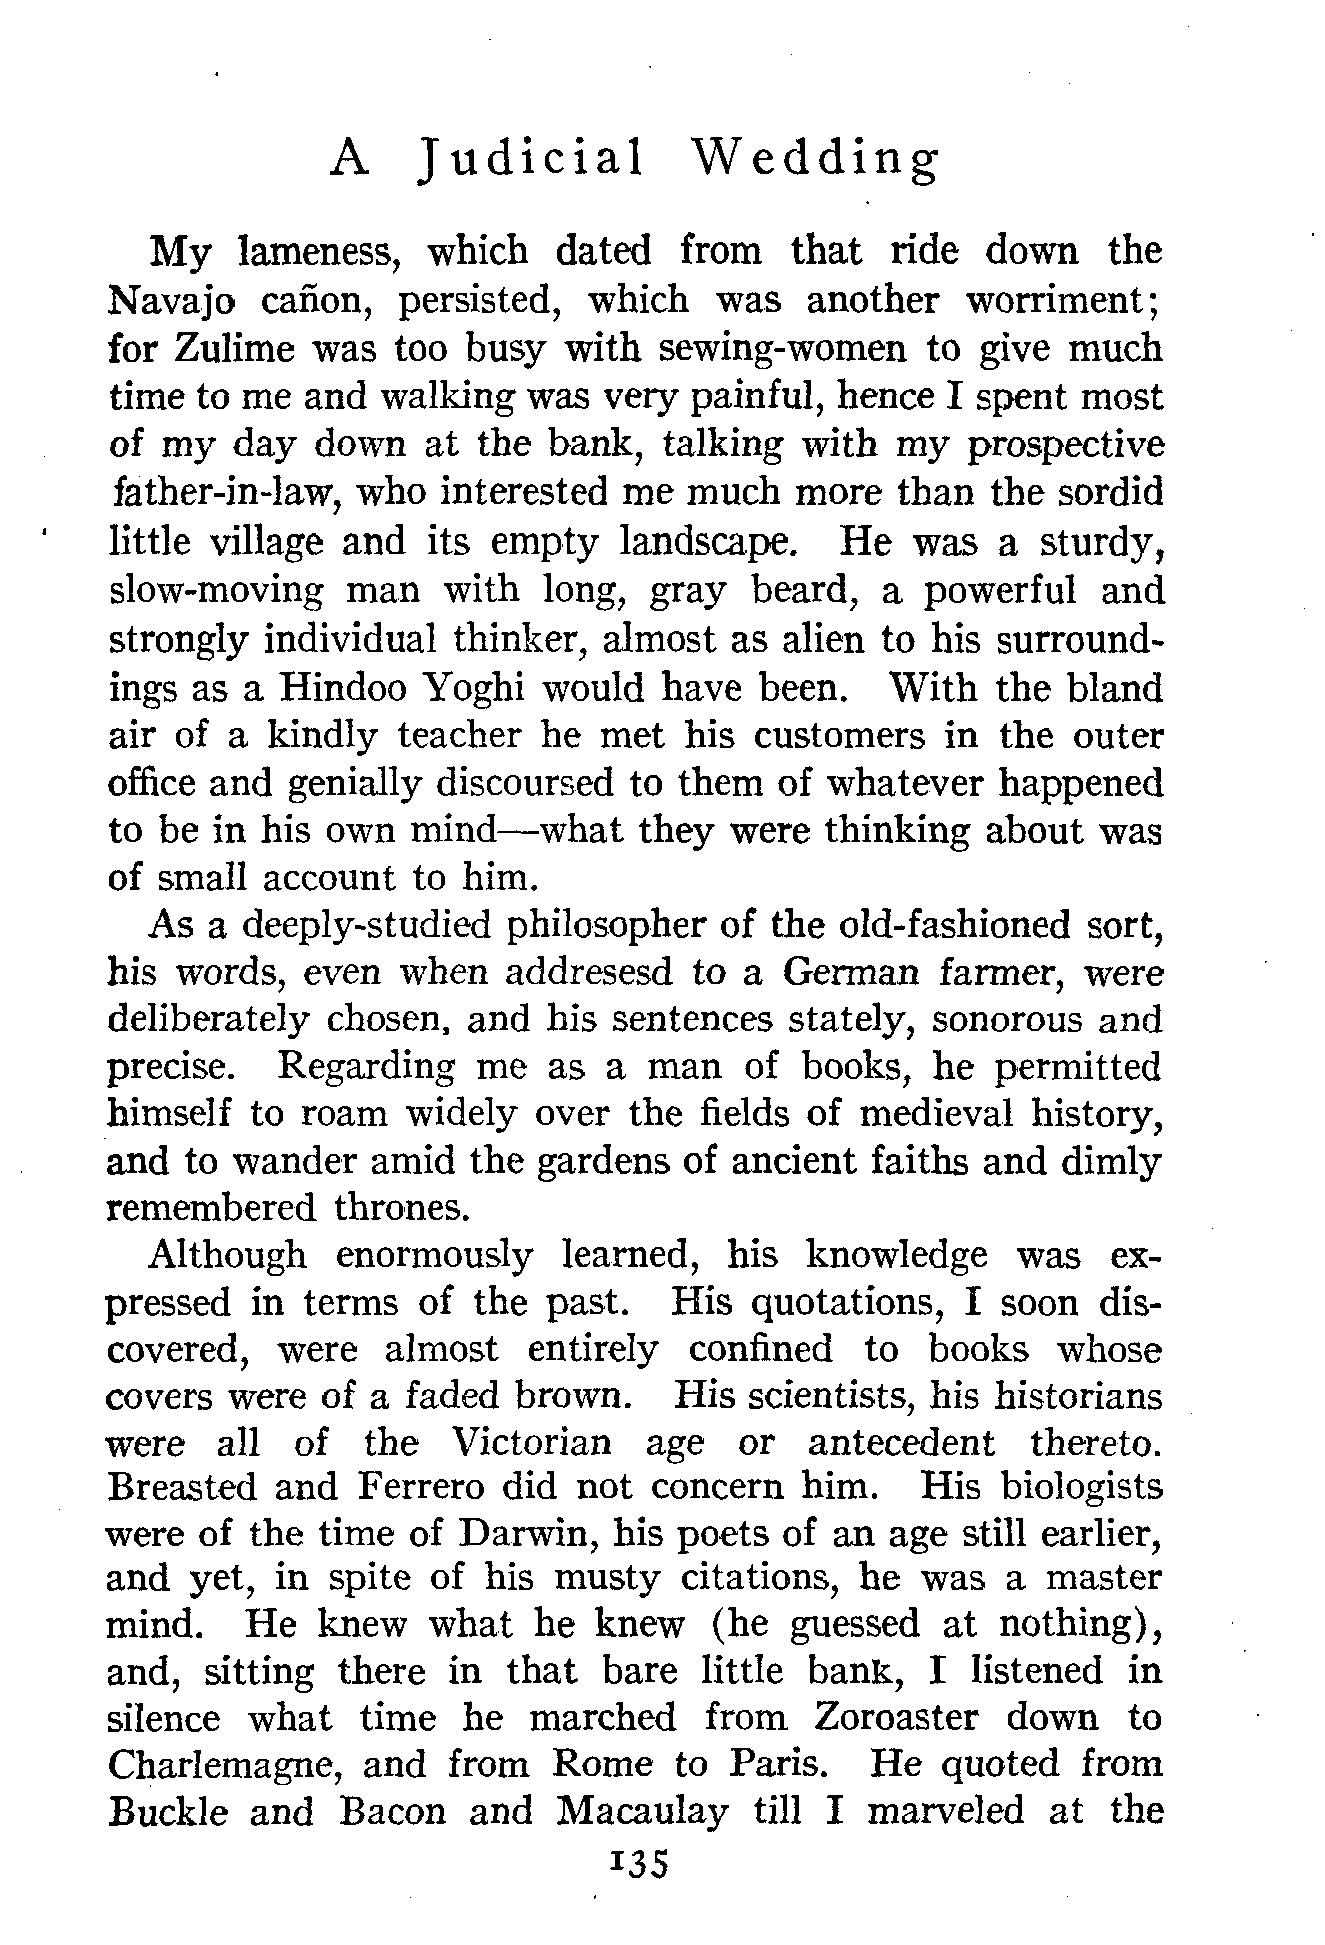 A Judicial Wedding
My lameness, which dated from that ride down the
Navajo cañon, persisted, which was another worriment;
for Zulime was too busy with sewing-women to give much
time to me and walking was very painful, hence I spent most
of my day down at the bank, talking with my prospective
father-in-law, who interested me much more than the sordid
little village and its empty landscape. He was a sturdy,
slow-moving man with long, gray beard, a powerful and
strongly individual thinker, almost as alien to his surround-
ings as a Hindoo Yoghi would have been. With the bland
air of a kindly teacher he met his customers in the outer
office and genially discoursed to them of whatever happened
to be in his own mind—what they were thinking about was
of small account to him.
As a deeply-studied philosopher of the old-fashioned sort,
his words, even when addresesd to a German farmer, were
deliberately chosen, and his sentences stately, sonorous and
precise. Regarding me as a man of books, he permitted
himself to roam widely over the fields of medieval history,
and to wander amid the gardens of ancient faiths and dimly
remembered thrones.
Although enormously learned, his knowledge was ex-
pressed in terms of the past. His quotations, I soon dis-
covered, were almost entirely confined to books whose
covers were of a faded brown. His scientists, his historians
were all of the Victorian age or antecedent thereto.
Breasted and Ferrero did not concern him. His biologists
were of the time of Darwin, his poets of an age still earlier,
and yet, in spite of his musty citations, he was a master
mind. He knew what he knew (he guessed at nothing),
and, sitting there in that bare little bank, I listened in
silence what time he marched from Zoroaster down to
Charlemagne, and from Rome to Paris. He quoted from
Buckle and Bacon and Macaulay till I marveled at the
135